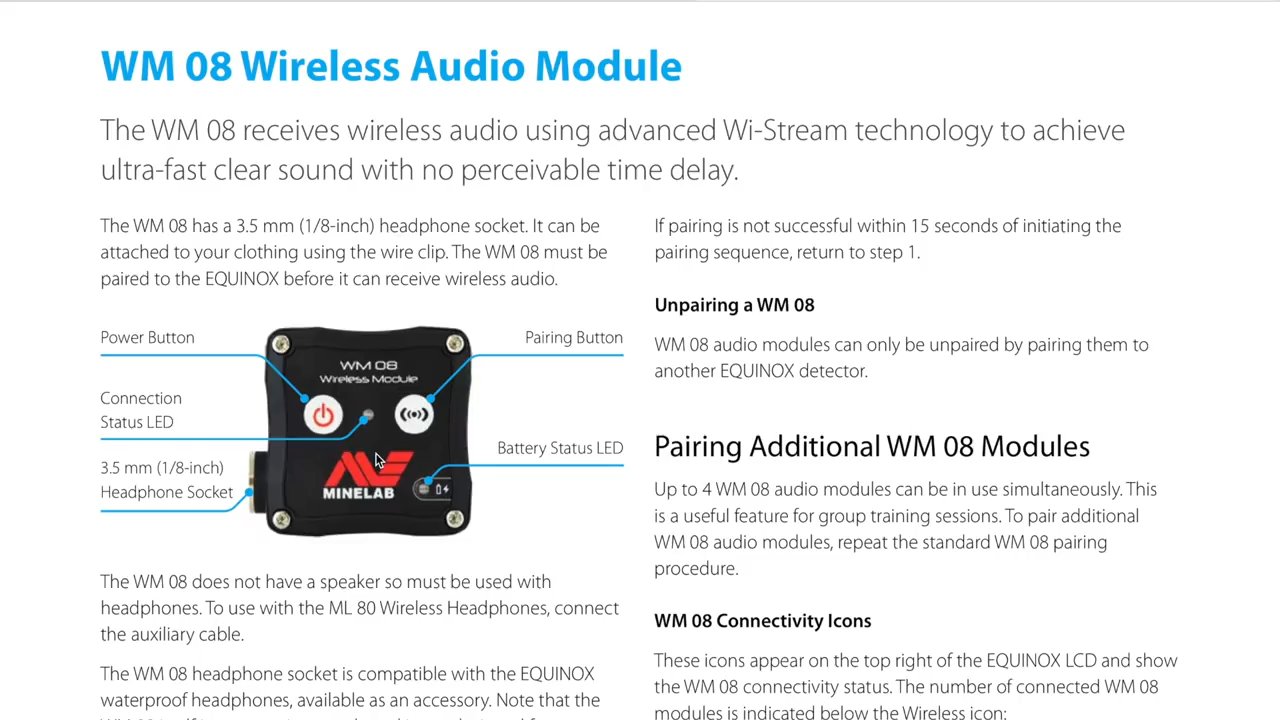 WM 08 Wireless Audio Module
The WM 08 receives wireless audio using advanced Wi-Stream technology to achieve
ultra-fast clear sound with no perceivable time delay.
The WM 08 has a 3.5 mm (1/8-inch) headphone socket. It can be
attached to your clothing using the wire clip. The WM 08 must be
paired to the EQUINOX before it can receive wireless audio.
Power Button
Pairing Button
Connection
Status LED
Battery Status LED
3.5 mm (1/8-inch)
Headphone Socket
WM 08
Wireless Module
MINELAB
The WM 08 does not have a speaker so must be used with
headphones. To use with the ML 80 Wireless Headphones, connect
the auxiliary cable.
The WM 08 headphone socket is compatible with the EQUINOX
waterproof headphones, available as an accessory. Note that the
If pairing is not successful within 15 seconds of initiating the
pairing sequence, return to step 1.
Unpairing a WM 08
WM 08 audio modules can only be unpaired by pairing them to
another EQUINOX detector.
Pairing Additional WM 08 Modules
Up to 4 WM 08 audio modules can be in use simultaneously. This
is a useful feature for group training sessions. To pair additional
WM 08 audio modules, repeat the standard WM 08 pairing
procedure.
WM 08 Connectivity Icons
These icons appear on the top right of the EQUINOX LCD and show
the WM 08 connectivity status. The number of connected WM 08
modules is indicated below the Wireless icon: